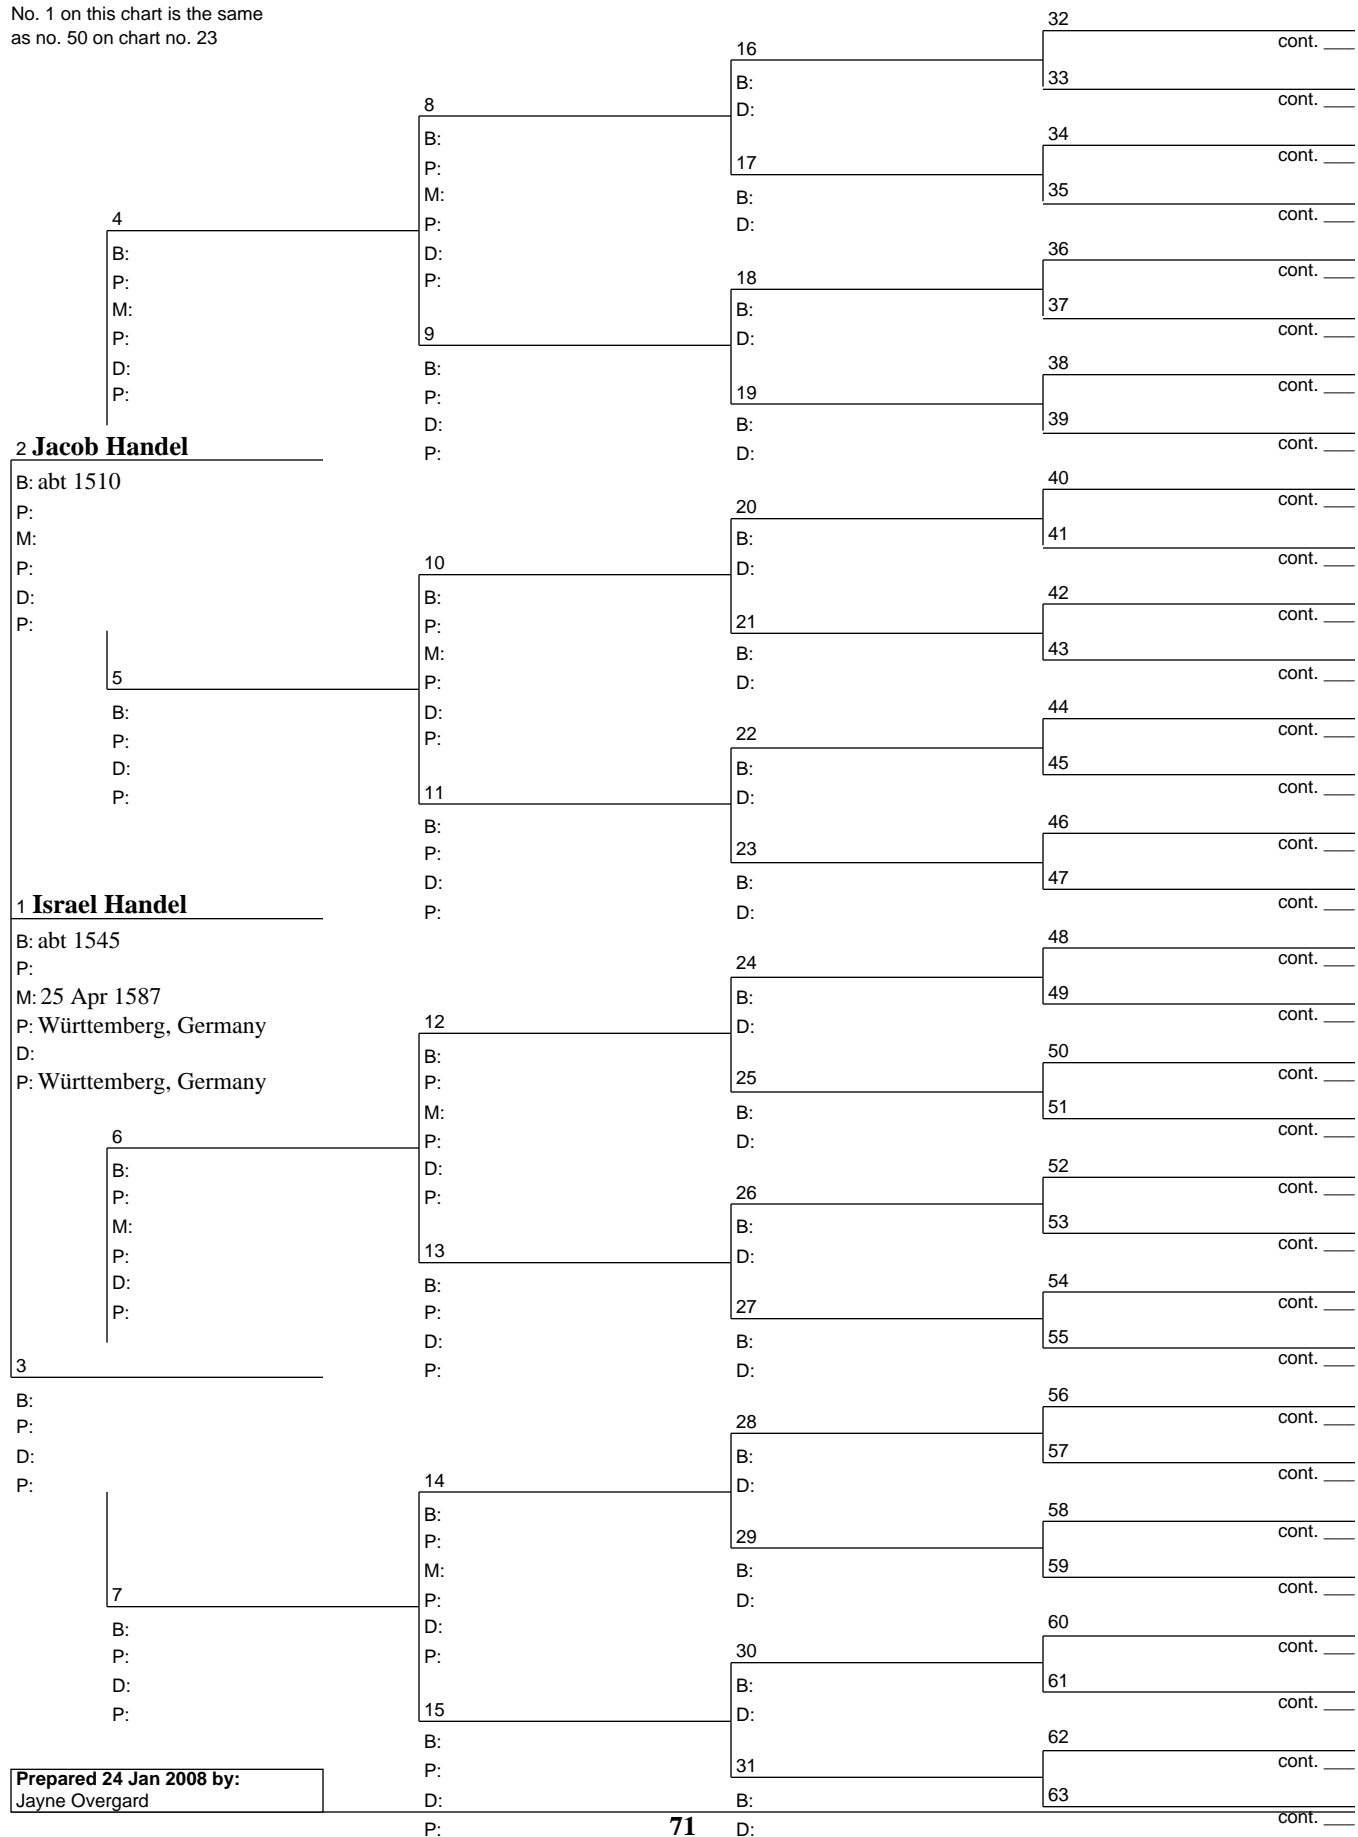 No. 1 on this chart is the same
as no. 50 on chart no. 23
2 Jacob Handel
B: abt 1510
P:
M:
P:
D:
P:
1 Israel Handel
B: abt 1545
P:
M: 25 Apr 1587
P: Württemberg, Germany
D:
P: Württemberg, Germany
3
B:
P:
D:
P:
4
B:
P:
M:
P:
D:
P:
5
B:
P:
D:
P:
6
B:
P:
M:
P:
D:
P:
7
B:
P:
D:
P:
8
B:
P:
M:
P:
D:
P:
9
B:
P:
D:
P:
10
B:
P:
M:
P:
D:
P:
11
B:
P:
D:
P:
12
B:
P:
M:
P:
D:
P:
13
B:
P:
D:
P:
14
B:
P:
M:
P:
D:
P:
15
B:
P:
D:
P:
16
B:
D:
17
B:
D:
18
B:
D:
19
B:
D:
20
B:
D:
21
B:
D:
22
B:
D:
23
B:
D:
24
B:
D:
25
B:
D:
26
B:
D:
27
B:
D:
28
B:
D:
29
B:
D:
30
B:
D:
31
B:
D:
32
cont. ___
33
cont. ___
34
cont. ___
35
cont. ___
36
cont. ___
37
cont. ___
38
cont. ___
39
cont. ___
40
cont. ___
41
cont. ___
42
cont. ___
43
cont. ___
44
cont. ___
45
cont. ___
46
cont. ___
47
cont. ___
48
cont. ___
49
cont. ___
50
cont. ___
51
cont. ___
52
cont. ___
53
cont. ___
54
cont. ___
55
cont. ___
56
cont. ___
57
cont. ___
58
cont. ___
59
cont. ___
60
cont. ___
61
cont. ___
62
cont. ___
63
cont. ___
Prepared 24 Jan 2008 by:
Jayne Overgard
71